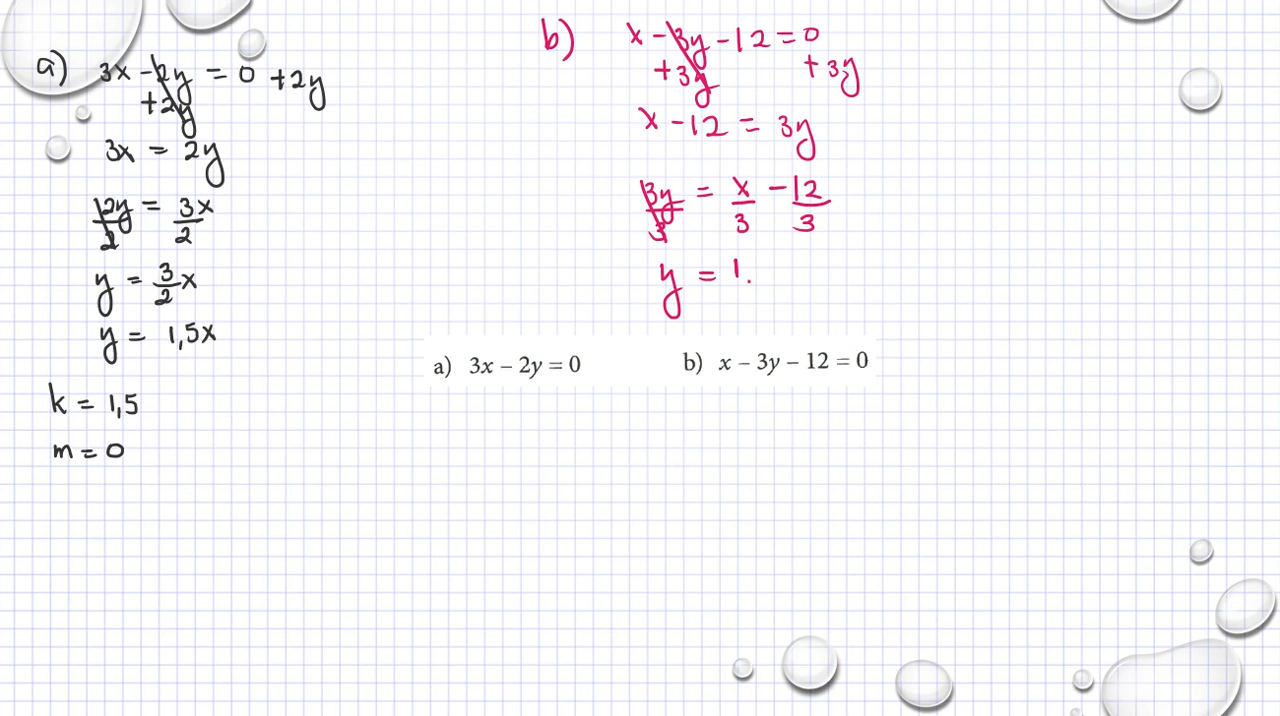 a) 3x - 2y = 0 + 2y
+2y
3x = 2y
2y/2 = 3x/2
y = 3/2 x
y = 1,5x
k = 1,5
m = 0
b) x - 3y - 12 = 0
+3y +3y
x - 12 = 3y
3y/3 = x/3 - 12/3
y = 1.
a) 3x – 2y = 0
b) x – 3y – 12 = 0